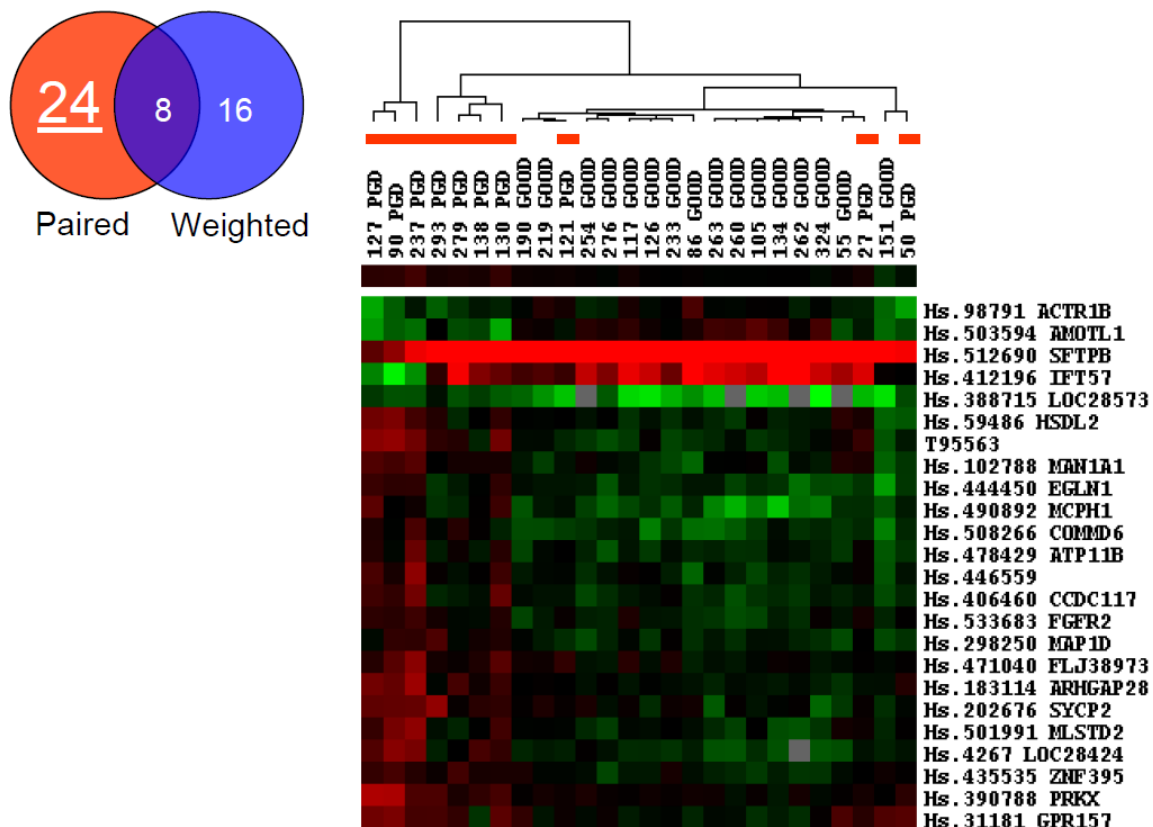 24
8
16
Paired
Weighted
127 PGD
90 PGD
237 PGD
293 PGD
279 PGD
138 PGD
130 PGD
190 GOOD
219 GOOD
121 PGD
254 GOOD
276 GOOD
117 GOOD
126 GOOD
233 GOOD
86 GOOD
263 GOOD
260 GOOD
105 GOOD
134 GOOD
262 GOOD
324 GOOD
55 GOOD
27 PGD
151 GOOD
50 PGD
Hs.98791 ACTR1B
Hs.503594 AMOTL1
Hs.512690 SFTPB
Hs.412196 IFT57
Hs.388715 LOC28573
Hs.59486 HSDL2
T95563
Hs.102788 MAN1A1
Hs.444450 EGLN1
Hs.490892 MCPH1
Hs.508266 COMMD6
Hs.478429 ATP11B
Hs.446559
Hs.406460 CCDC117
Hs.533683 FGFR2
Hs.298250 MAP1D
Hs.471040 FLJ38973
Hs.183114 ARHGAP28
Hs.202676 SYCP2
Hs.501991 MLSTD2
Hs.4267 LOC28424
Hs.435535 ZNF395
Hs.390788 PRKX
Hs.31181 GPR157